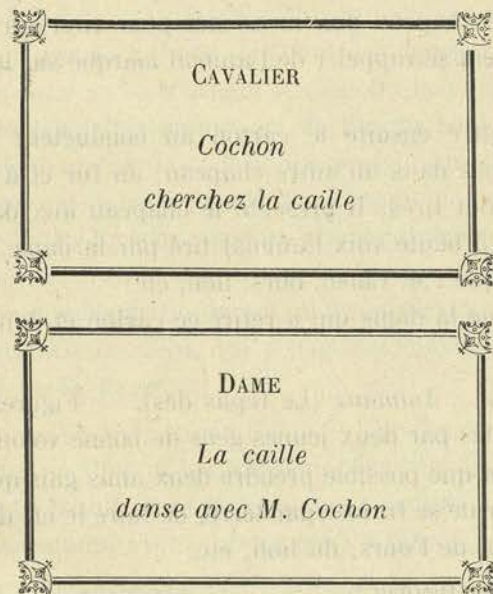 CAVALIER
Cochon
cherchez la caille
DAME
La caille
danse avec M. Cochon